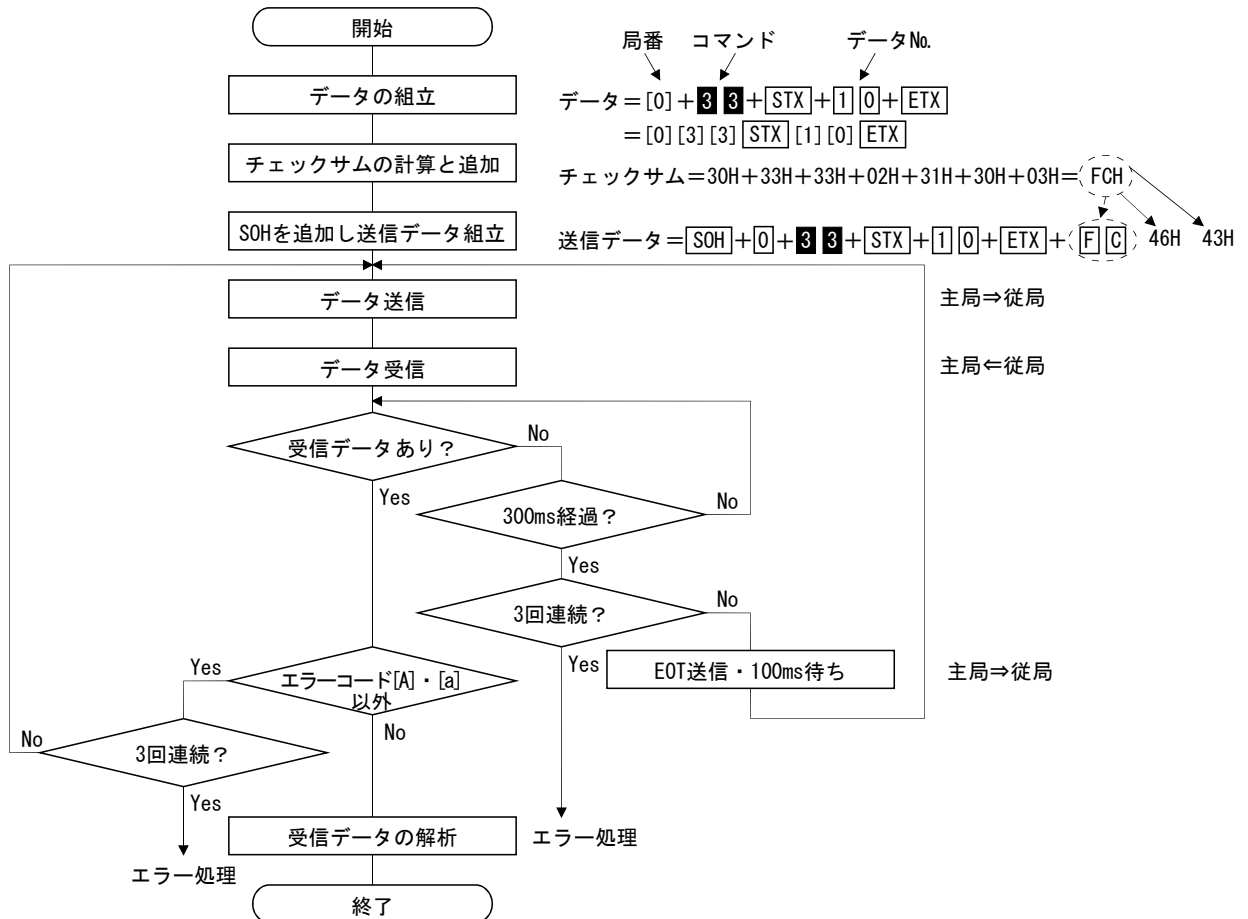 開始
局番 コマンド データNo.
データの組立
データ=[0]+3 3+STX+1 0+ETX
=[0][3][3]STX[1][0]ETX
チェックサムの計算と追加
チェックサム=30H+33H+33H+02H+31H+30H+03H=FCH
SOHを追加し送信データ組立
送信データ=SOH+0+3 3+STX+1 0+ETX+F C 46H 43H
データ送信
主局⇒従局
データ受信
主局⇐従局
受信データあり?
No
Yes
300ms経過?
No
Yes
3回連続?
No
Yes
EOT送信・100ms待ち
主局⇒従局
エラーコード[A]・[a]
以外
Yes
No
3回連続?
No
Yes
受信データの解析
エラー処理
エラー処理
終了